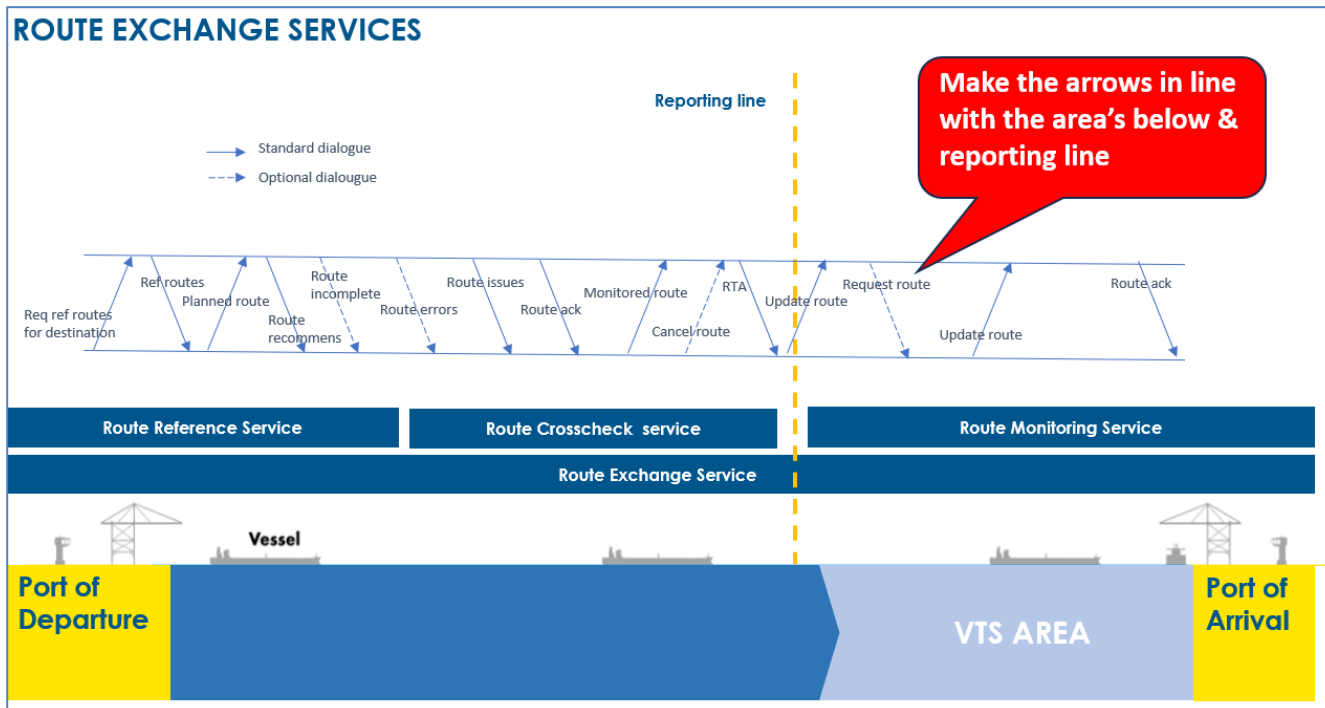 ROUTE EXCHANGE SERVICES
Make the arrows in line
with the area's below &
reporting line
Reporting line
Standard dialogue
Optional dialougue
Req ref routes
for destination
Ref routes
Planned route
Route
recommens
Route
incomplete
Route errors
Route issues
Route ack
Monitored route
Cancel route
RTA
Update route
Request route
Update route
Route ack
Route Reference Service
Route Crosscheck service
Route Monitoring Service
Route Exchange Service
Vessel
Port of
Departure
VTS AREA
Port of
Arrival